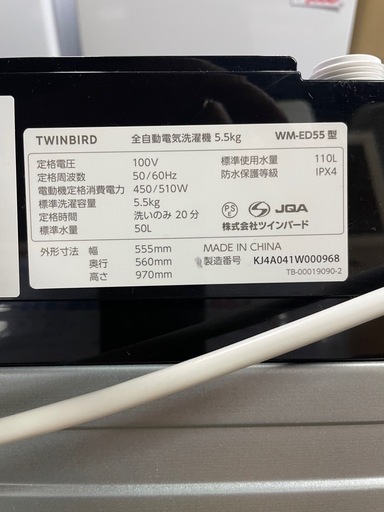 TWINBIRD 全自動電気洗濯機 5.5kg WM-ED55 型
定格電圧 100V
定格周波数 50/60Hz
電動機定格消費電力 450/510W
標準洗濯容量 5.5kg
定格時間 洗いのみ 20分
標準水量 50L
外形寸法 幅 555mm
奥行 560mm
高さ 970mm
標準使用水量 110L
防水保護等級 IPX4
PS E JQA
株式会社ツインバード
MADE IN CHINA
製造番号 KJ4A041W000968
TB-00019090-2